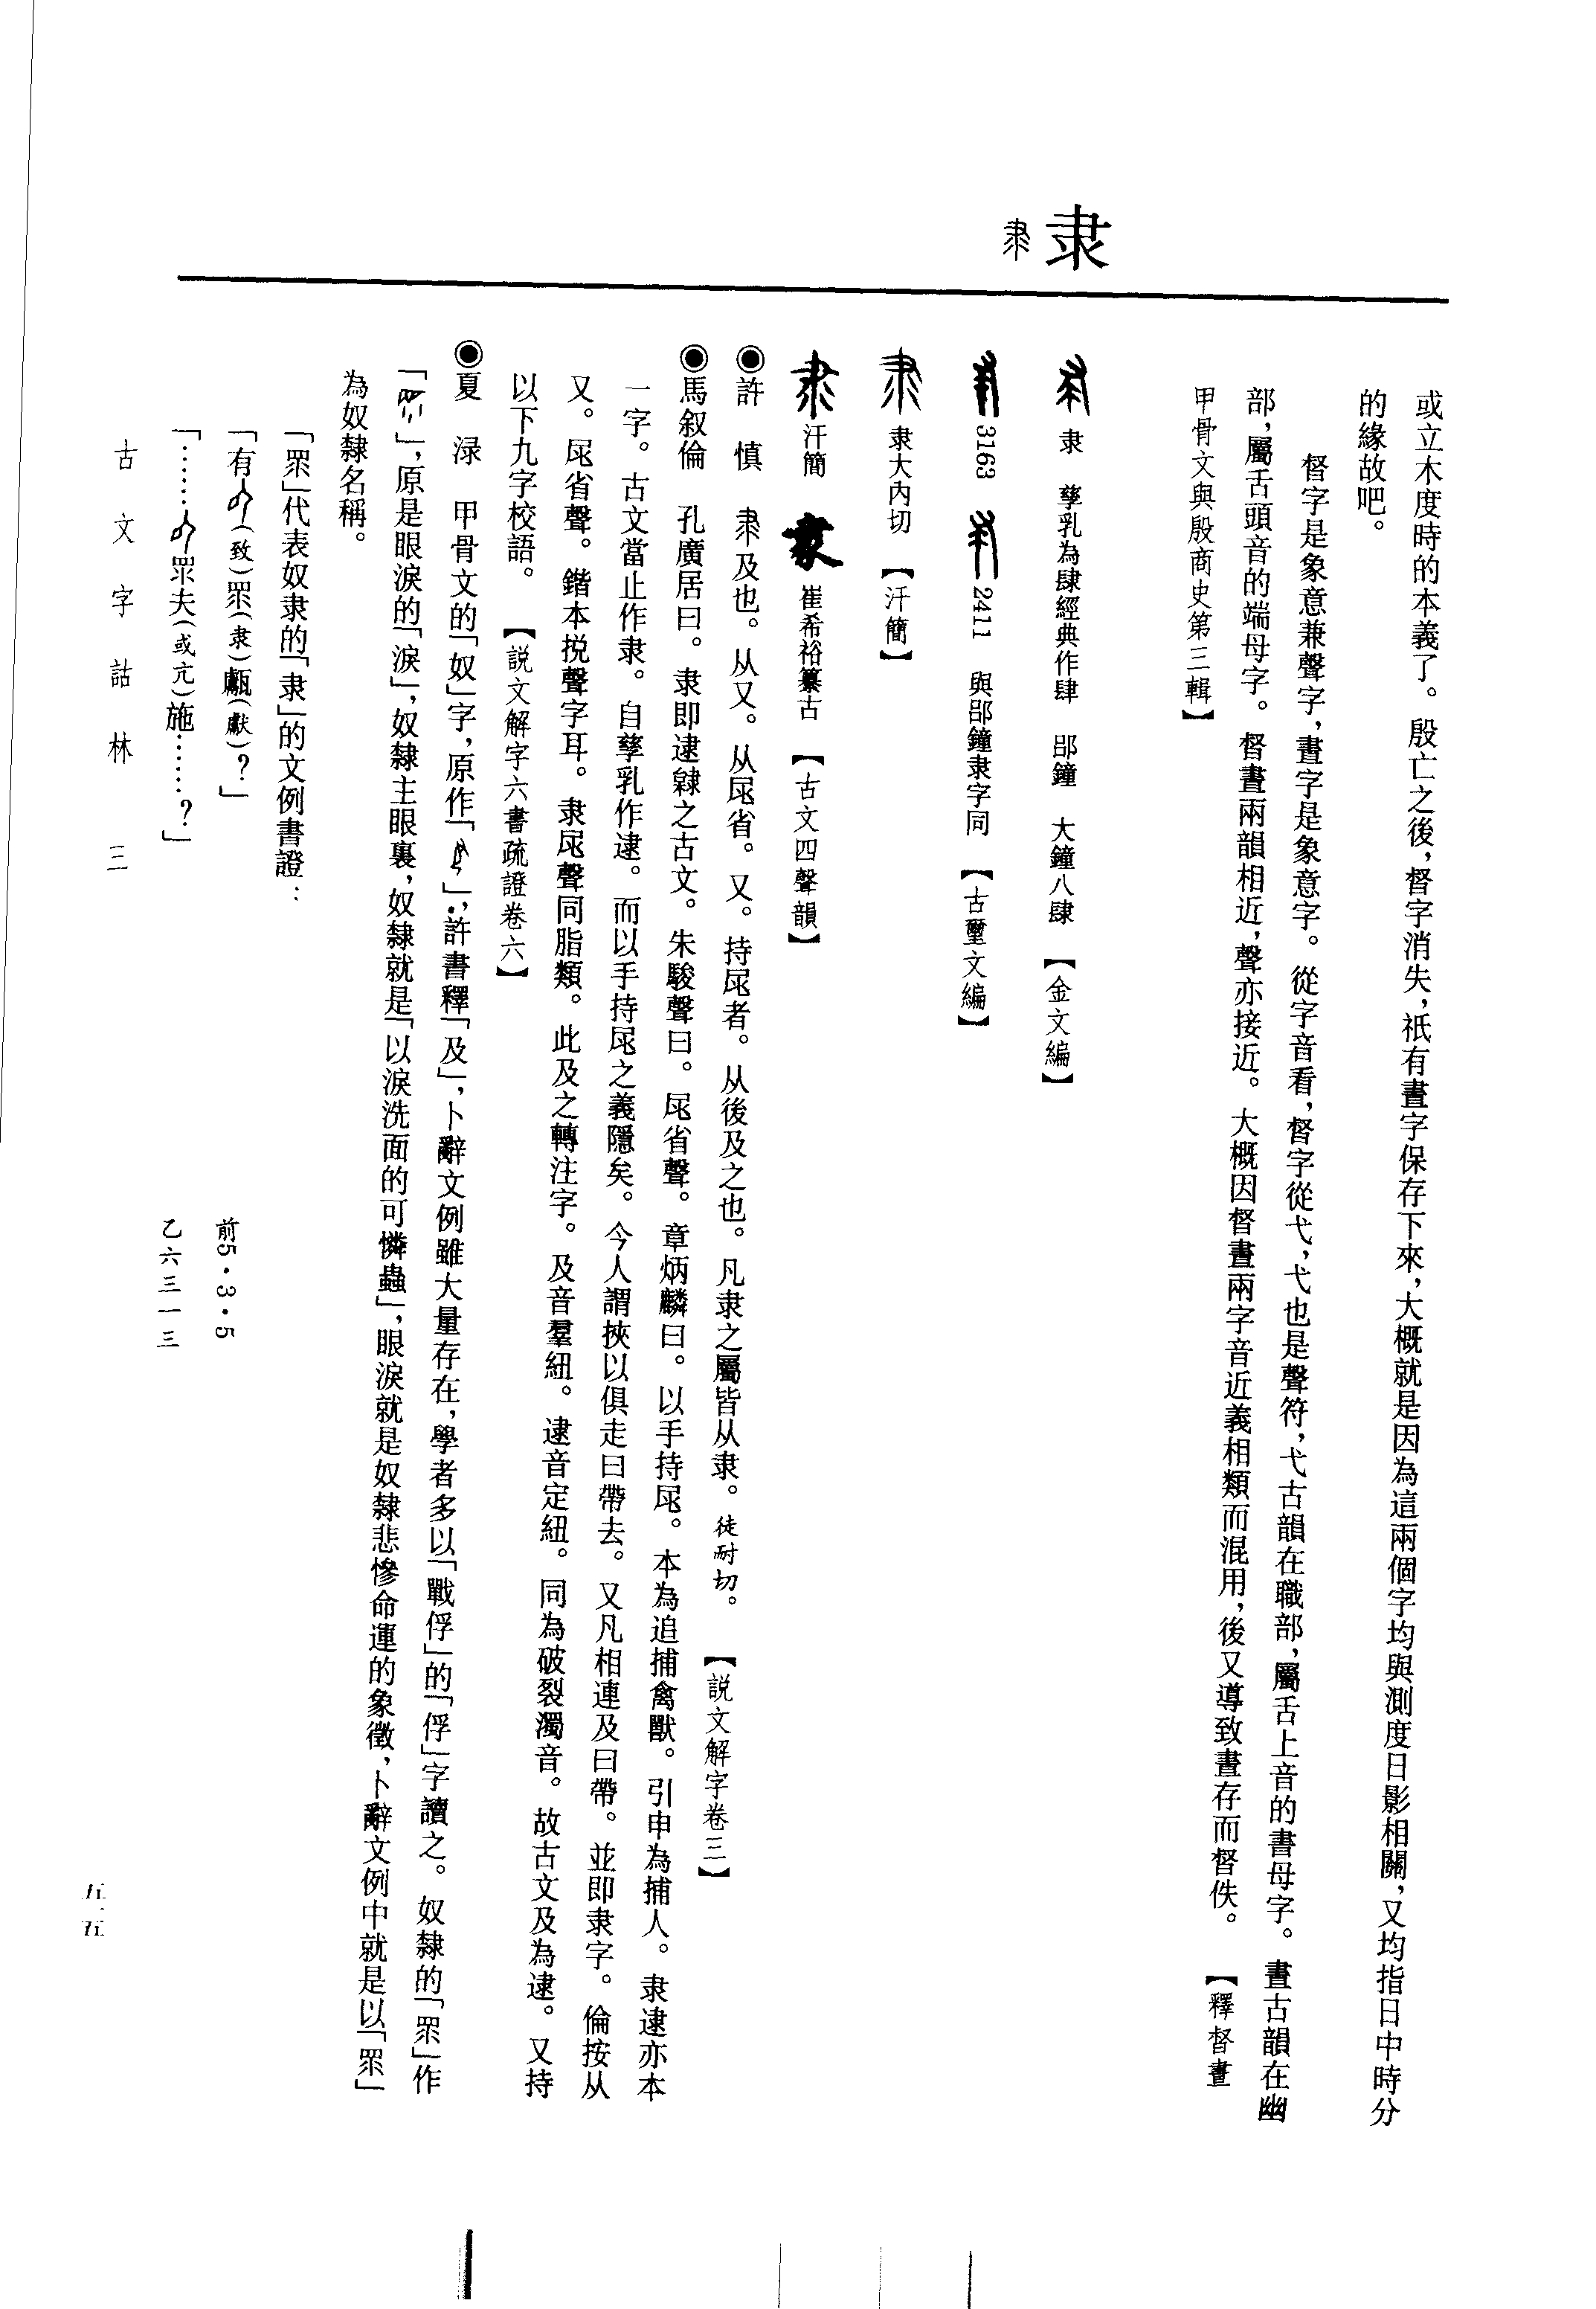 隶
或立木度時的本義了。殷亡之後，督字消失，祇有晝字保存下來，大概就是因為這兩個字均與測度日影相關，又均指日中時分
的緣故吧。
督字是象意兼聲字，晝字是象意字。從字音看，督字從弋，弋也是聲符，弋古韻在職部，屬舌上音的書母字。晝古韻在幽
部，屬舌頭音的端母字。督晝兩韻相近，聲亦接近。大概因督晝兩字音近義相類而混用，後又導致晝存而督佚。【釋督晝
甲骨文與殷商史第三輯】
隶 孳乳為肆經典作肆 郘鐘 大鐘八肆 【金文編】
3163 2411 與郘鐘隶字同 【古璽文編】
隶大内切 【汗簡】
汗簡 崔希裕纂古 【古文四聲韻】
◉許 慎 隶及也。从又。从尾省。又。持尾者。从後及之也。凡隶之屬皆从隶。徒耐切。【説文解字卷三】
◉馬叙倫 孔廣居曰。隶即逮之古文。朱駿聲曰。尾省聲。章炳麟曰。以手持尾。本為追捕禽獸。引申為捕人。隶逮亦本
一字。古文當止作隶。自孳乳作逮。而以手持尾之義隱矣。今人謂挾以俱走曰帶去。又凡相連及曰帶。並即隶字。倫按从
又。尾省聲。鍇本挩聲字耳。隶尾聲同脂類。此及之轉注字。及音羣紐。逮音定紐。同為破裂濁音。故古文及為逮。又持
以下九字校語。【説文解字六書疏證卷六】
◉夏 淥 甲骨文的「奴」字，原作「」，許書釋「及」，卜辭文例雖大量存在，學者多以「戰俘」的「俘」字讀之。奴隸的「眔」作
「」，原是眼淚的「淚」，奴隸主眼裏，奴隸就是「以淚洗面的可憐蟲」，眼淚就是奴隸悲慘命運的象徵，卜辭文例中就是以「眔」
為奴隸名稱。
「眔」代表奴隶的「隶」的文例書證：
「有（致）眔（隶）甗（獻）？」 前5·3·5
「……眔夫（或亢）施……？」 乙六三一三
古文字詁林 三
五一五